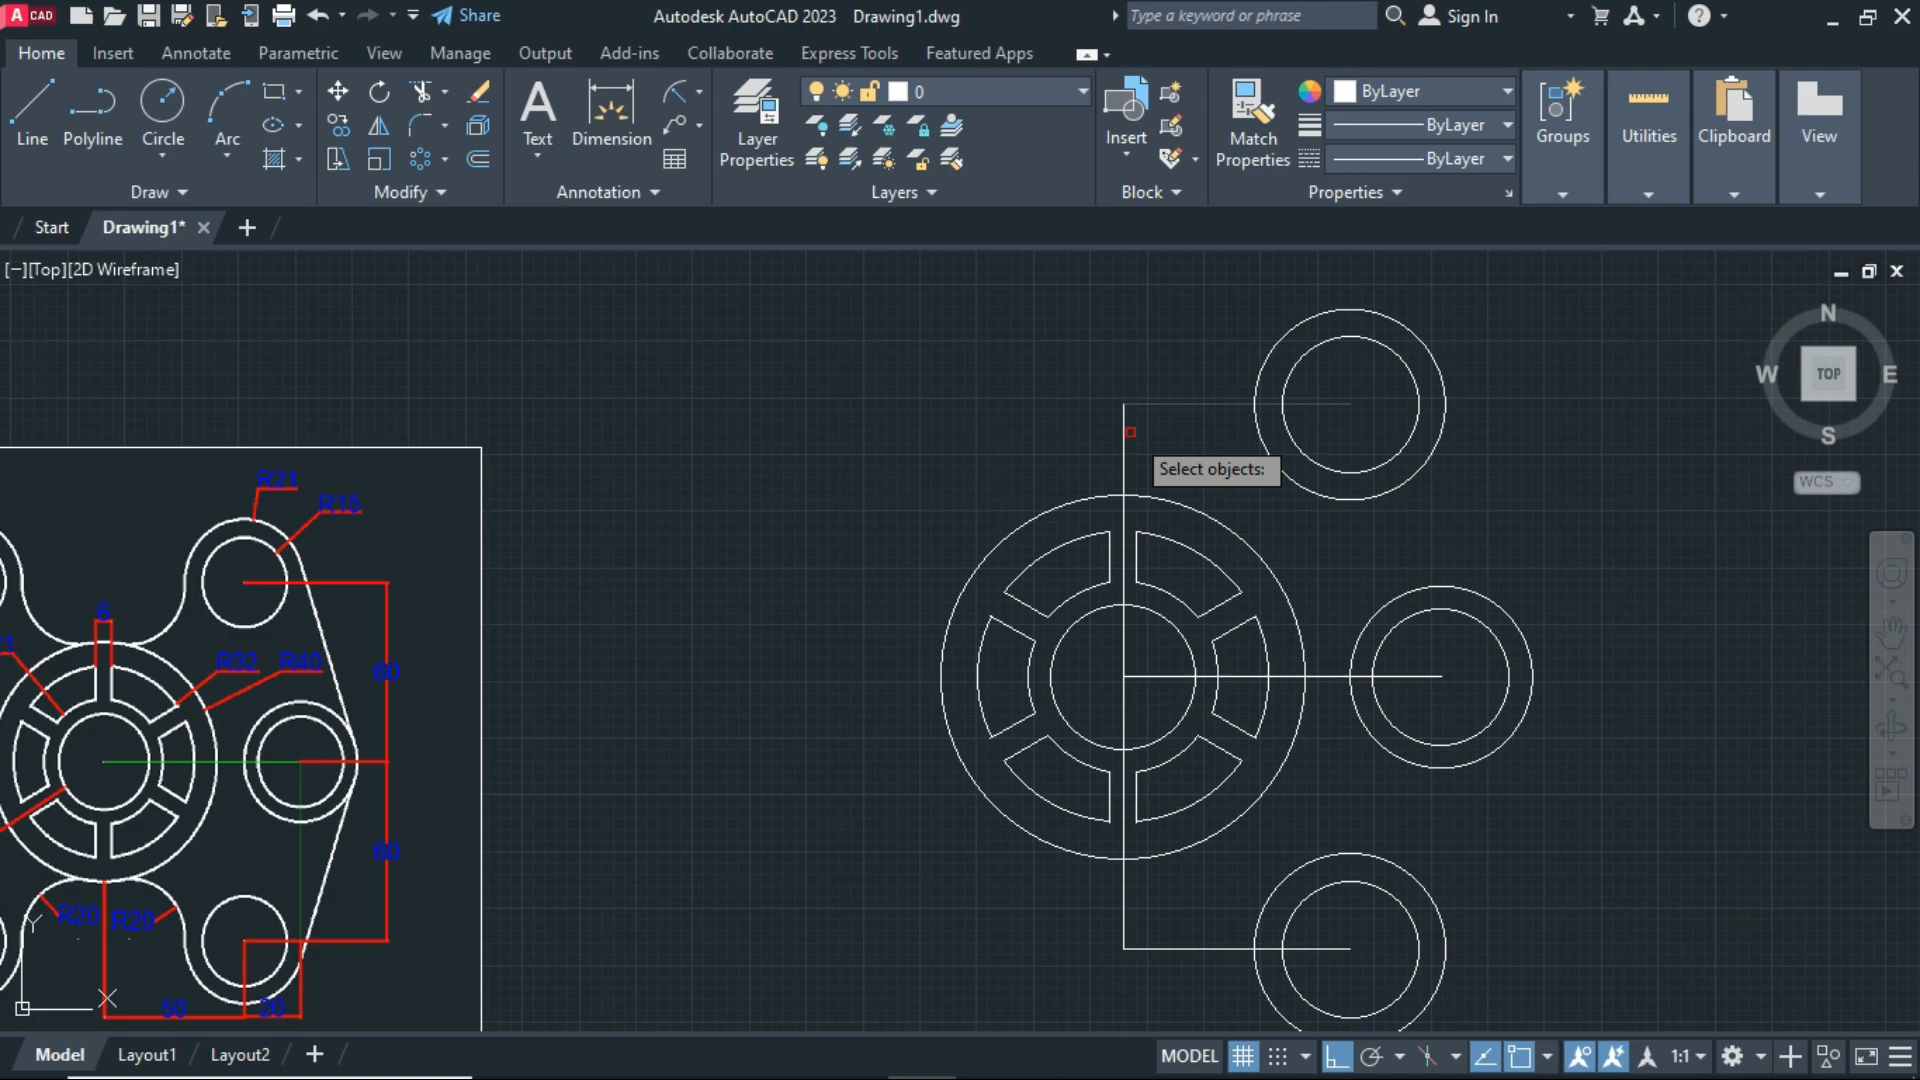 A CAD
Share
Autodesk AutoCAD 2023 Drawing1.dwg
Type a keyword or phrase
Sign In
Home Insert Annotate Parametric View Manage Output Add-ins Collaborate Express Tools Featured Apps
Line
Polyline
Circle
Arc
Text
Dimension
Layer
Properties
0
Insert
Match
Properties
ByLayer
ByLayer
ByLayer
Groups
Utilities
Clipboard
View
Draw
Modify
Annotation
Layers
Block
Properties
Start
Drawing1*
[−][Top][2D Wireframe]
N
W
TOP
E
S
WCS
Select objects:
R21
R15
6
R32
R40
60
60
R20
R20
50
20
Y
X
Model
Layout1
Layout2
MODEL
1:1